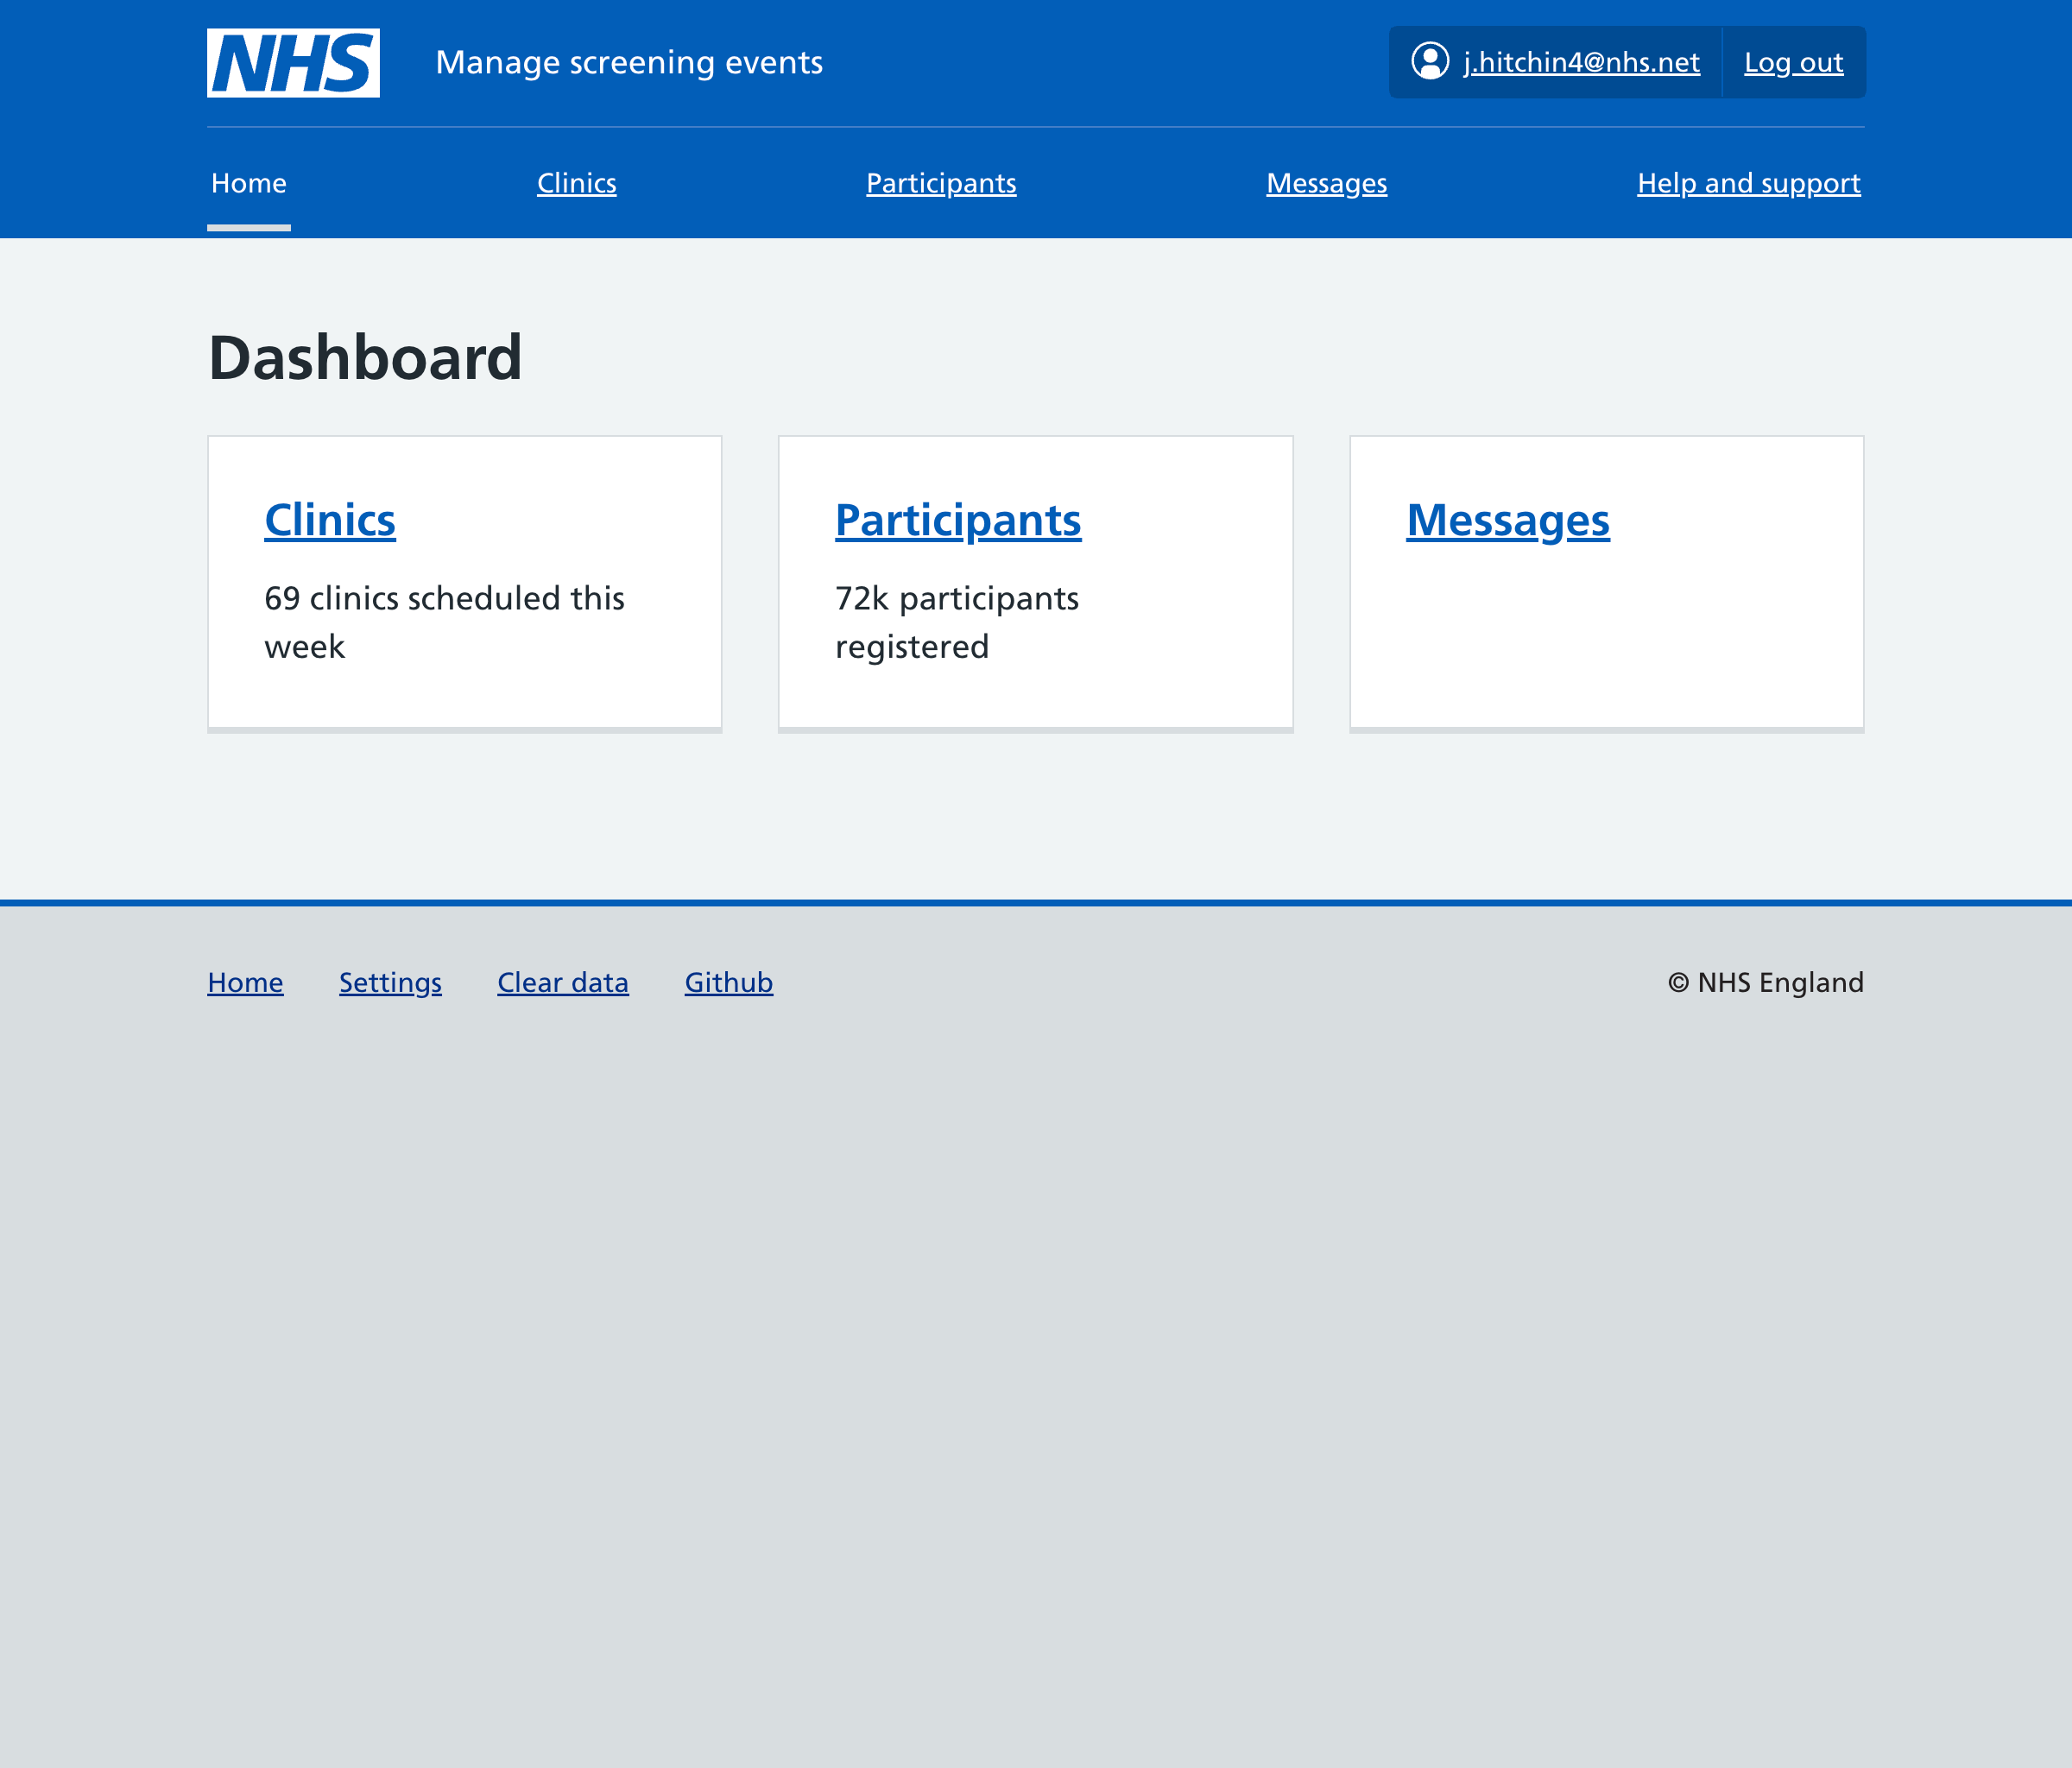 NHS
Manage screening events
j.hitchin4@nhs.net
Log out
Home
Clinics
Participants
Messages
Help and support
Dashboard
Clinics
69 clinics scheduled this
week
Participants
72k participants
registered
Messages
Home
Settings
Clear data
Github
© NHS England